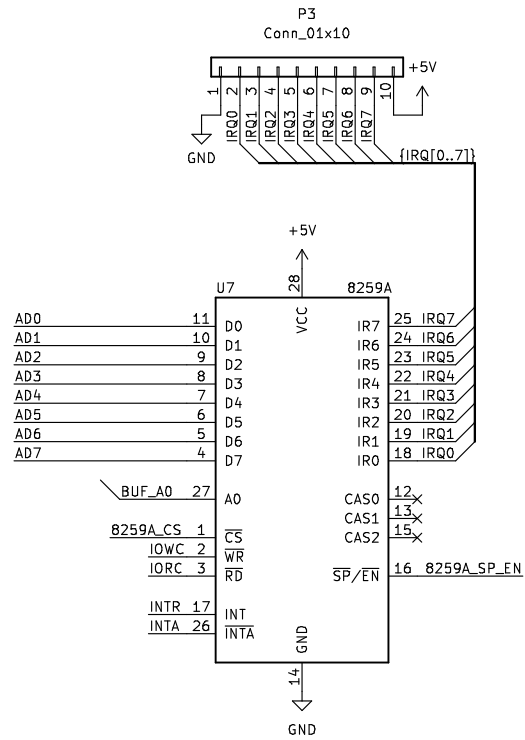 P3
Conn_01x10
+5V
1 2 3 4 5 6 7 8 9 10
IRQ0 IRQ1 IRQ2 IRQ3 IRQ4 IRQ5 IRQ6 IRQ7
GND
{IRQ[0..7]}
+5V
28
U7 8259A
VCC
AD0 11 D0 IR7 25 IRQ7
AD1 10 D1 IR6 24 IRQ6
AD2 9 D2 IR5 23 IRQ5
AD3 8 D3 IR4 22 IRQ4
AD4 7 D4 IR3 21 IRQ3
AD5 6 D5 IR2 20 IRQ2
AD6 5 D6 IR1 19 IRQ1
AD7 4 D7 IR0 18 IRQ0
BUF_A0 27 A0 CAS0 12
CAS1 13
8259A_CS 1 CS CAS2 15
IOWC 2 WR
IORC 3 RD SP/EN 16 8259A_SP_EN
INTR 17 INT
INTA 26 INTA
GND
14
GND